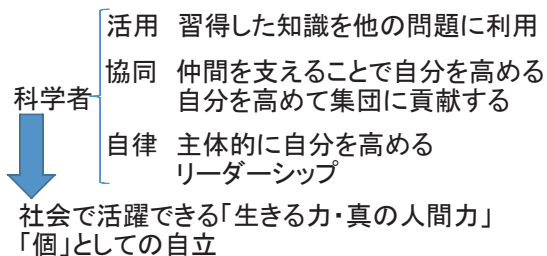 活用 習得した知識を他の問題に利用
協同 仲間を支えることで自分を高める
自分を高めて集団に貢献する
科学者
自律 主体的に自分を高める
リーダーシップ
社会で活躍できる「生きる力・真の人間力」
「個」としての自立